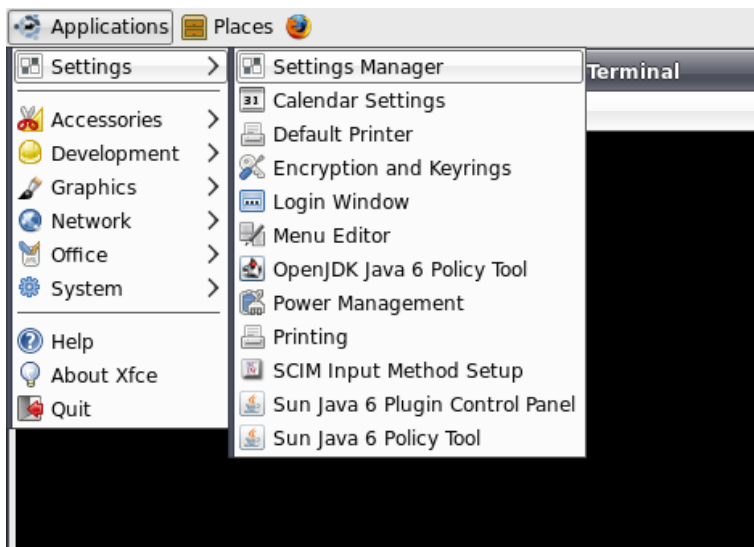 Applications Places
Settings
Accessories
Development
Graphics
Network
Office
System
Help
About Xfce
Quit
Settings Manager
Calendar Settings
Default Printer
Encryption and Keyrings
Login Window
Menu Editor
OpenJDK Java 6 Policy Tool
Power Management
Printing
SCIM Input Method Setup
Sun Java 6 Plugin Control Panel
Sun Java 6 Policy Tool
Terminal
31